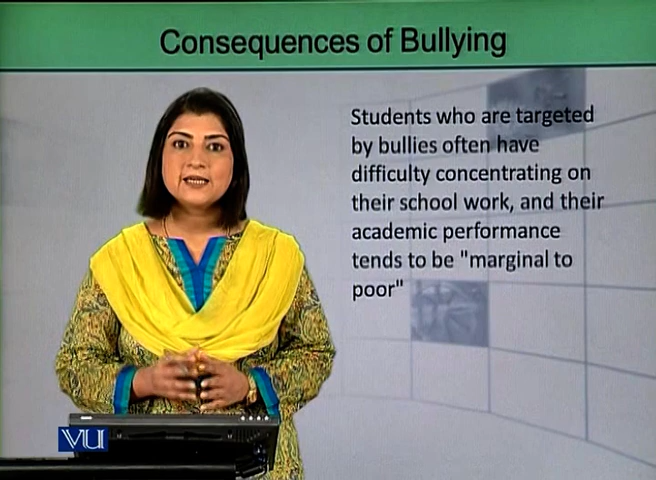 Consequences of Bullying
Students who are targeted
by bullies often have
difficulty concentrating on
their school work, and their
academic performance
tends to be "marginal to
poor"
VU